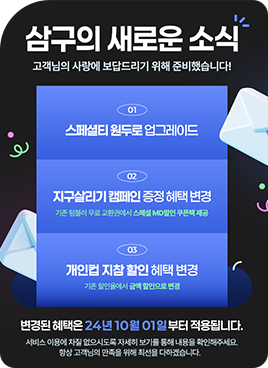 삼구의 새로운 소식
고객님의 사랑에 보답드리기 위해 준비했습니다!
01
스페셜티 원두로 업그레이드
02
지구살리기 캠페인 증정 혜택 변경
기존 텀블러 무료 교환권에서 스페셜 MD할인 쿠폰팩 제공
03
개인컵 지참 할인 혜택 변경
기존 할인율에서 금액 할인으로 변경
변경된 혜택은 24년 10월 01일 부터 적용됩니다.
서비스 이용에 차질 없으시도록 자세히 보기를 통해 내용을 확인해주세요.
항상 고객님의 만족을 위해 최선을 다하겠습니다.